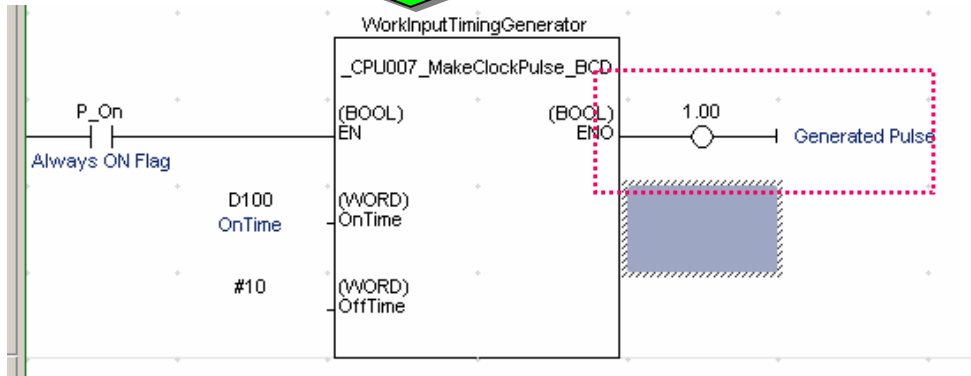 WorkInputTimingGenerator
_CPU007_MakeClockPulse_BCD
P_On
(BOOL)
EN
(BOOL)
ENO
1.00
Generated Pulse
Always ON Flag
D100
OnTime
(WORD)
OnTime
#10
(WORD)
OffTime